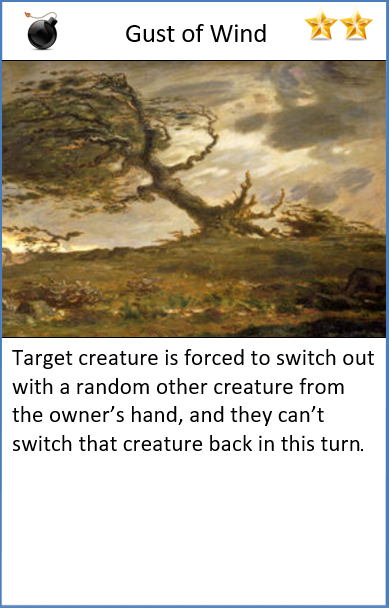 Gust of Wind
Target creature is forced to switch out
with a random other creature from
the owner’s hand, and they can’t
switch that creature back in this turn.